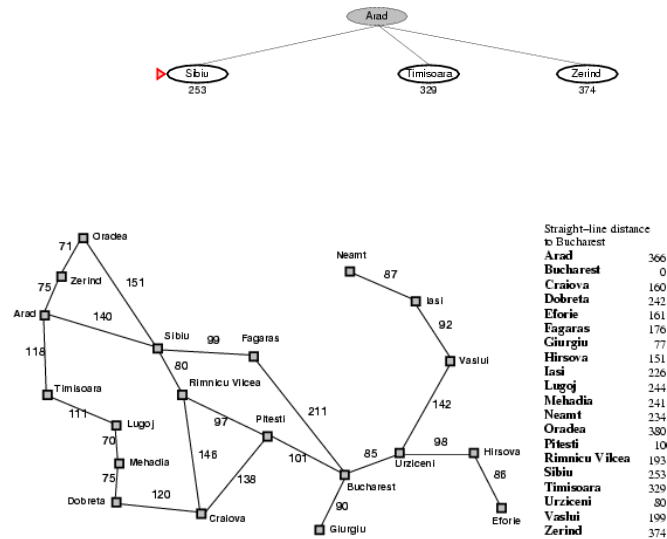 Arad
Sibiu Timisoara Zerind
253 329 374
Straight-line distance
to Bucharest
Arad 366
Bucharest 0
Craiova 160
Dobreta 242
Eforie 161
Fagaras 176
Giurgiu 77
Hirsova 151
Iasi 226
Lugoj 244
Mehadia 241
Neamt 234
Oradea 380
Pitesti 10
Rimnicu Vilcea 193
Sibiu 253
Timisoara 329
Urziceni 80
Vaslui 199
Zerind 374
Oradea
71
Neamt
Zerind
87
75
151
Iasi
Arad
140
Sibiu
99
Fagaras
92
118
80
Vaslui
Timisoara
Rimnicu Vilcea
111
97
Pitesti
211
142
Lugoj
70
146
101
85
98
Hirsova
Mehadia
138
Urziceni
75
86
120
Bucharest
Dobreta
90
Craiova
Eforie
Giurgiu